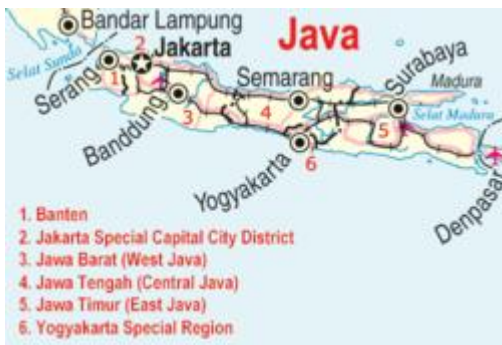 Bandar Lampung
Java
Selat Sunda
1
2
Jakarta
Serang
Banddung
3
Semarang
4
Surabaya
Madura
Selat Madura
5
Yogyakarta
6
Denpasar
1. Banten
2. Jakarta Special Capital City District
3. Jawa Barat (West Java)
4. Jawa Tengah (Central Java)
5. Jawa Timur (East Java)
6. Yogyakarta Special Region